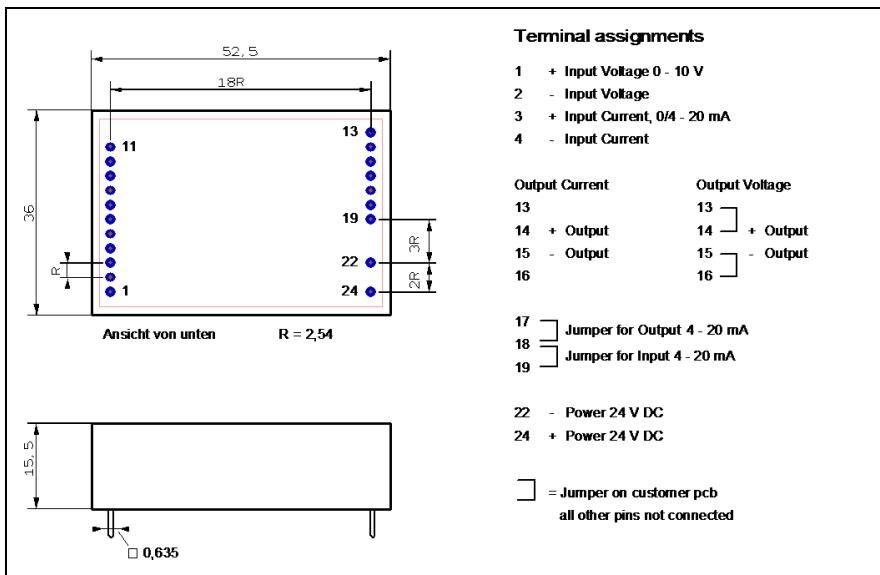 52,5
18R
36
R
11
1
13
19
22
24
3R
2R
Ansicht von unten R = 2,54
15,5
□ 0,635
Terminal assignments
1 + Input Voltage 0 - 10 V
2 - Input Voltage
3 + Input Current, 0/4 - 20 mA
4 - Input Current
Output Current Output Voltage
13 13
14 + Output 14 + Output
15 - Output 15 - Output
16 16
17
Jumper for Output 4 - 20 mA
18
Jumper for Input 4 - 20 mA
19
22 - Power 24 V DC
24 + Power 24 V DC
= Jumper on customer pcb
all other pins not connected